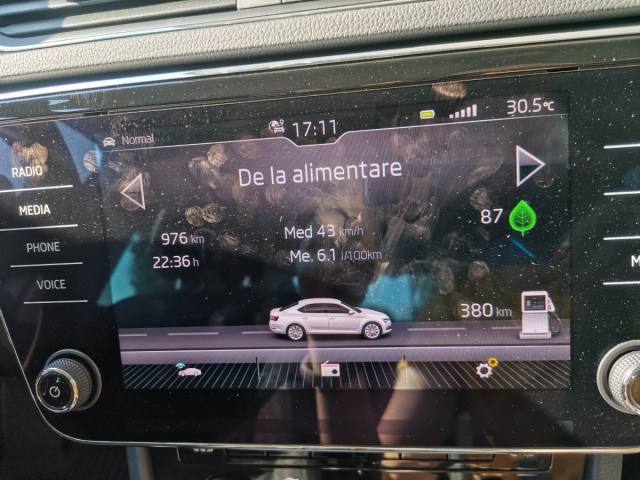 17:11
30.5°C
Normal
De la alimentare
RADIO
MEDIA
PHONE
VOICE
976 km
22:36 h
Med 43 km/h
Me. 6.1 l/100km
87
380 km
M